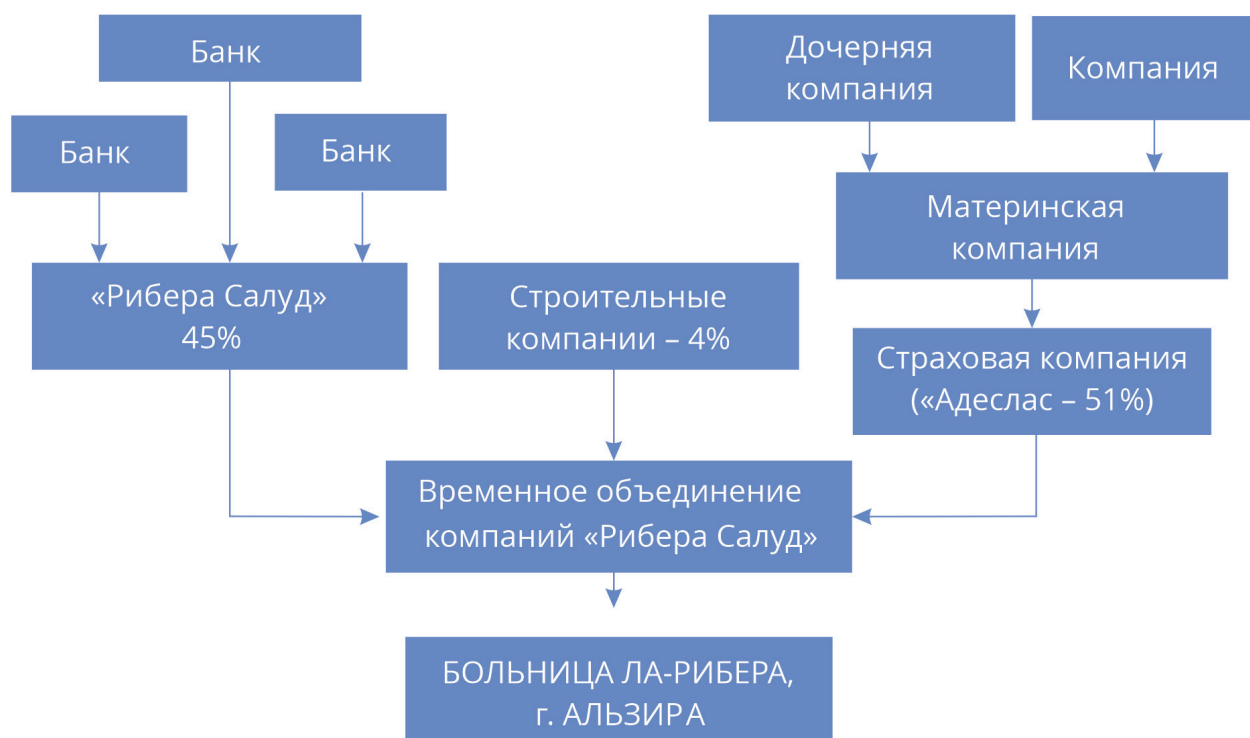 Банк
Дочерняя
компания
Компания
Банк
Банк
Материнская
компания
«Рибера Салуд»
45%
Строительные
компании – 4%
Страховая компания
(«Адеслас – 51%)
Временное объединение
компаний «Рибера Салуд»
БОЛЬНИЦА ЛА-РИБЕРА,
г. АЛЬЗИРА